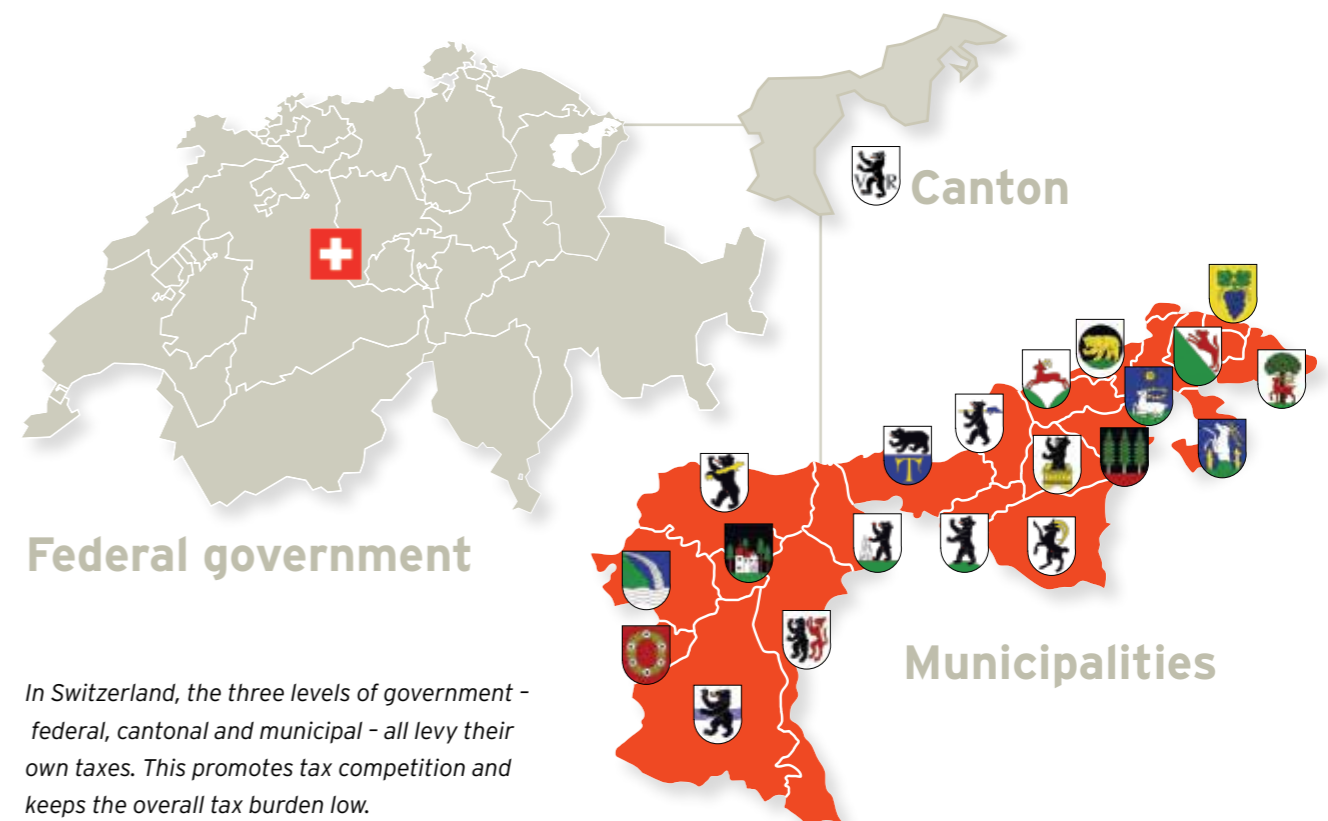 V R
Canton
T
Federal government
Municipalities
In Switzerland, the three levels of government –
federal, cantonal and municipal – all levy their
own taxes. This promotes tax competition and
keeps the overall tax burden low.